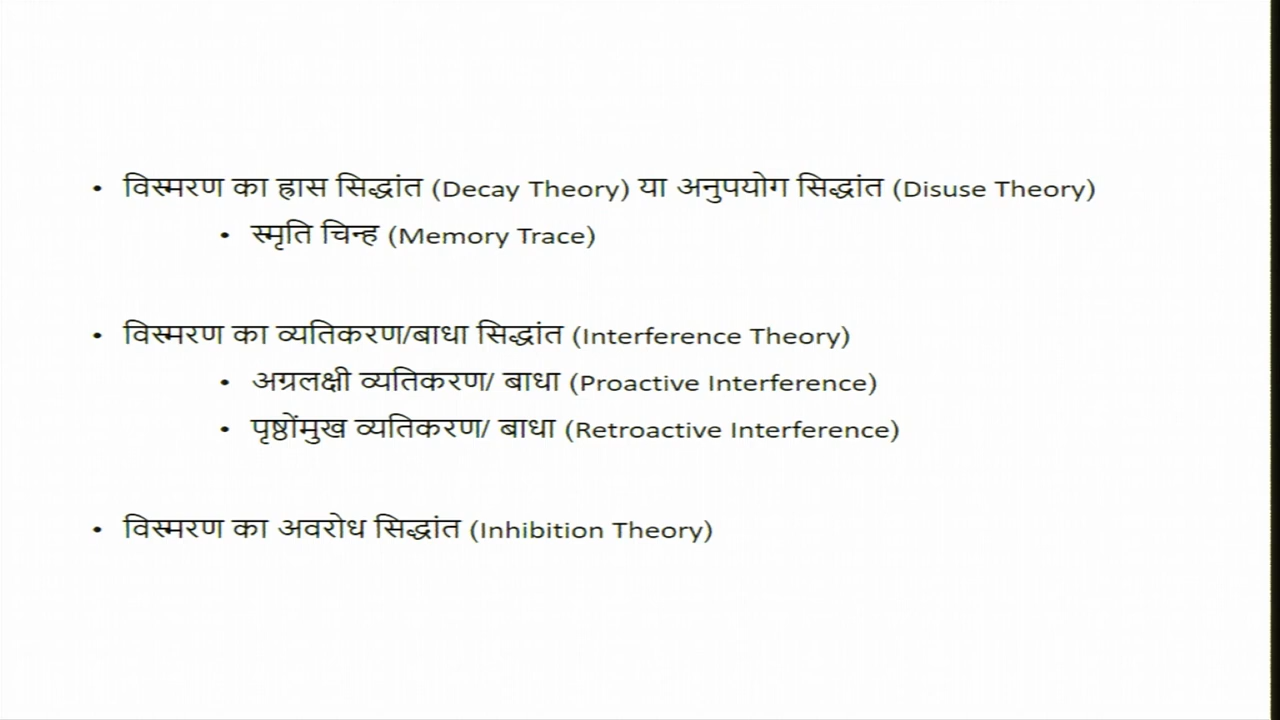 • विस्मरण का ह्रास सिद्धांत (Decay Theory) या अनुपयोग सिद्धांत (Disuse Theory)
• स्मृति चिन्ह (Memory Trace)
• विस्मरण का व्यतिकरण/बाधा सिद्धांत (Interference Theory)
• अग्रलक्षी व्यतिकरण/ बाधा (Proactive Interference)
• पृष्ठोंमुख व्यतिकरण/ बाधा (Retroactive Interference)
• विस्मरण का अवरोध सिद्धांत (Inhibition Theory)